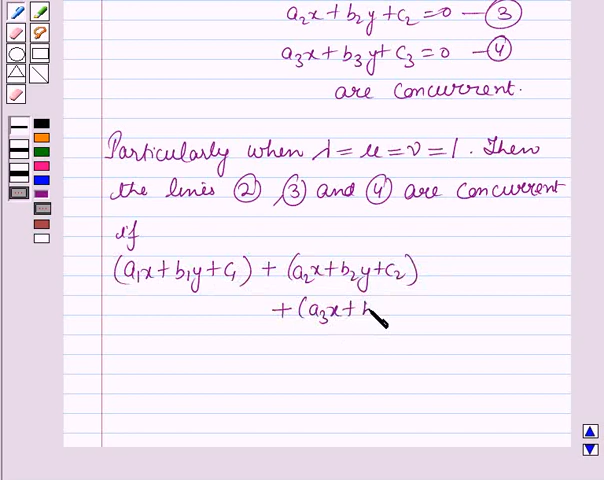 a₂x + b₂y + c₂ = 0 — ③
a₃x + b₃y + c₃ = 0 — ④
are concurrent.
Particularly when λ = μ = ν = 1. Then
the lines ②, ③ and ④ are concurrent
if
(a₁x + b₁y + c₁) + (a₂x + b₂y + c₂)
+ (a₃x +